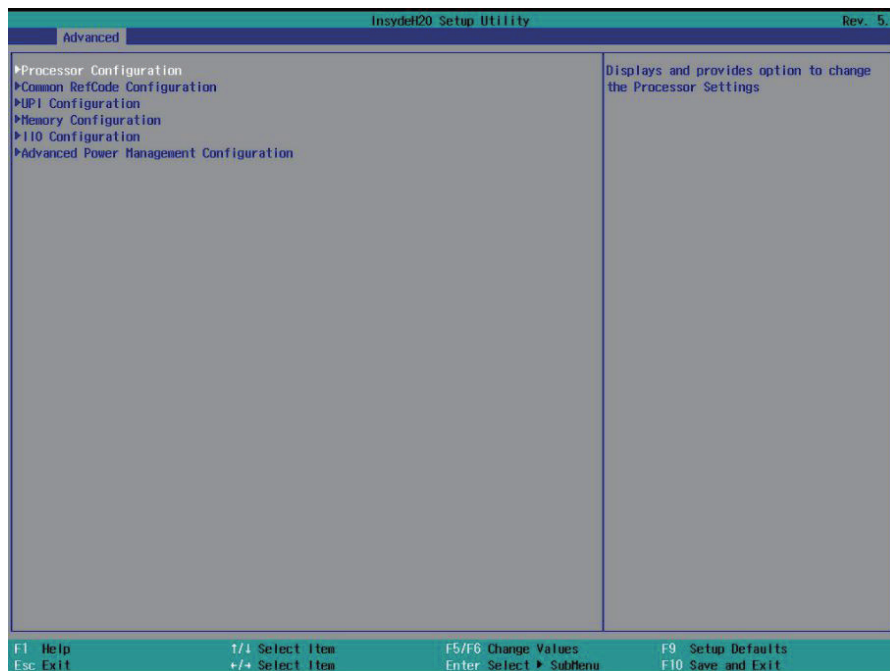 InsydeH2O Setup Utility Rev. 5.
Advanced
▶Processor Configuration
▶Common RefCode Configuration
▶UPI Configuration
▶Memory Configuration
▶IIO Configuration
▶Advanced Power Management Configuration
Displays and provides option to change
the Processor Settings
F1 Help ↑/↓ Select Item F5/F6 Change Values F9 Setup Defaults
Esc Exit ←/→ Select Item Enter Select ▶ SubMenu F10 Save and Exit